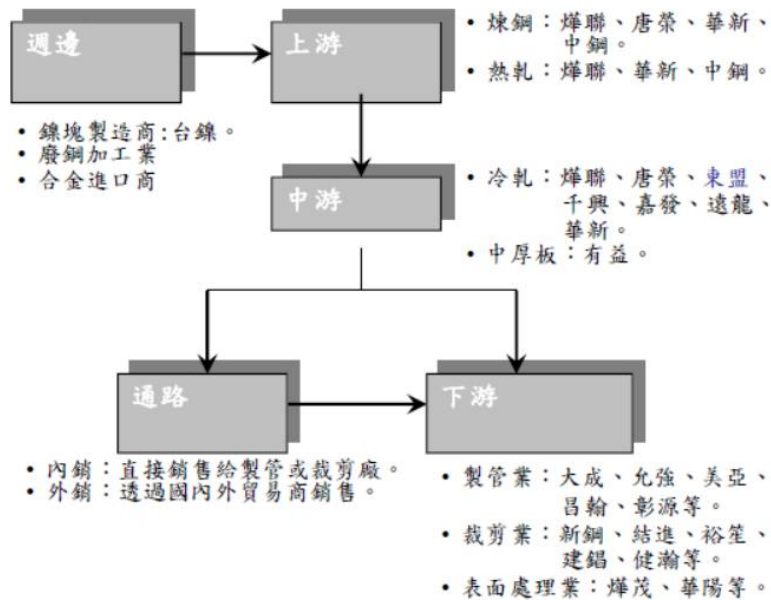 週邊
上游
• 煉鋼：燁聯、唐榮、華新、
中鋼。
• 熱軋：燁聯、華新、中鋼。
• 鎳塊製造商:台鎳。
• 廢鋼加工業
• 合金進口商
中游
• 冷軋：燁聯、唐榮、東盟、
千興、嘉發、遠龍、
華新。
• 中厚板：有益。
通路
下游
• 內銷：直接銷售給製管或裁剪廠。
• 外銷：透過國內外貿易商銷售。
• 製管業：大成、允強、美亞、
昌翰、彰源等。
• 裁剪業：新鋼、結進、裕笙、
建錩、健瀚等。
• 表面處理業：燁茂、華陽等。